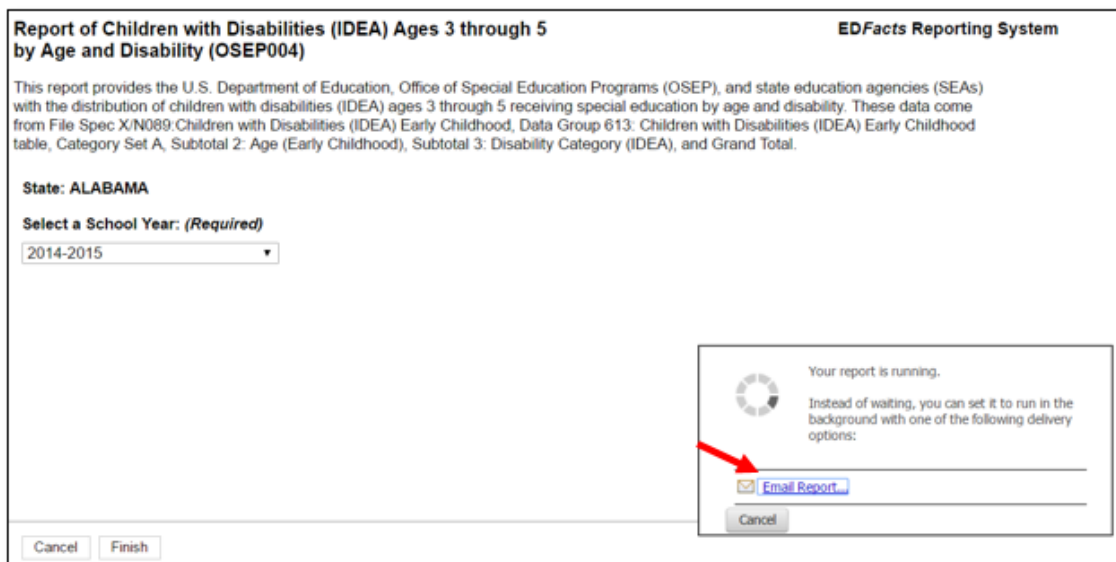 Report of Children with Disabilities (IDEA) Ages 3 through 5
by Age and Disability (OSEP004)
EDFacts Reporting System
This report provides the U.S. Department of Education, Office of Special Education Programs (OSEP), and state education agencies (SEAs)
with the distribution of children with disabilities (IDEA) ages 3 through 5 receiving special education by age and disability. These data come
from File Spec X/N089:Children with Disabilities (IDEA) Early Childhood, Data Group 613: Children with Disabilities (IDEA) Early Childhood
table, Category Set A, Subtotal 2: Age (Early Childhood), Subtotal 3: Disability Category (IDEA), and Grand Total.
State: ALABAMA
Select a School Year: (Required)
2014-2015
Your report is running.
Instead of waiting, you can set it to run in the
background with one of the following delivery
options:
Email Report...
Cancel
Cancel Finish